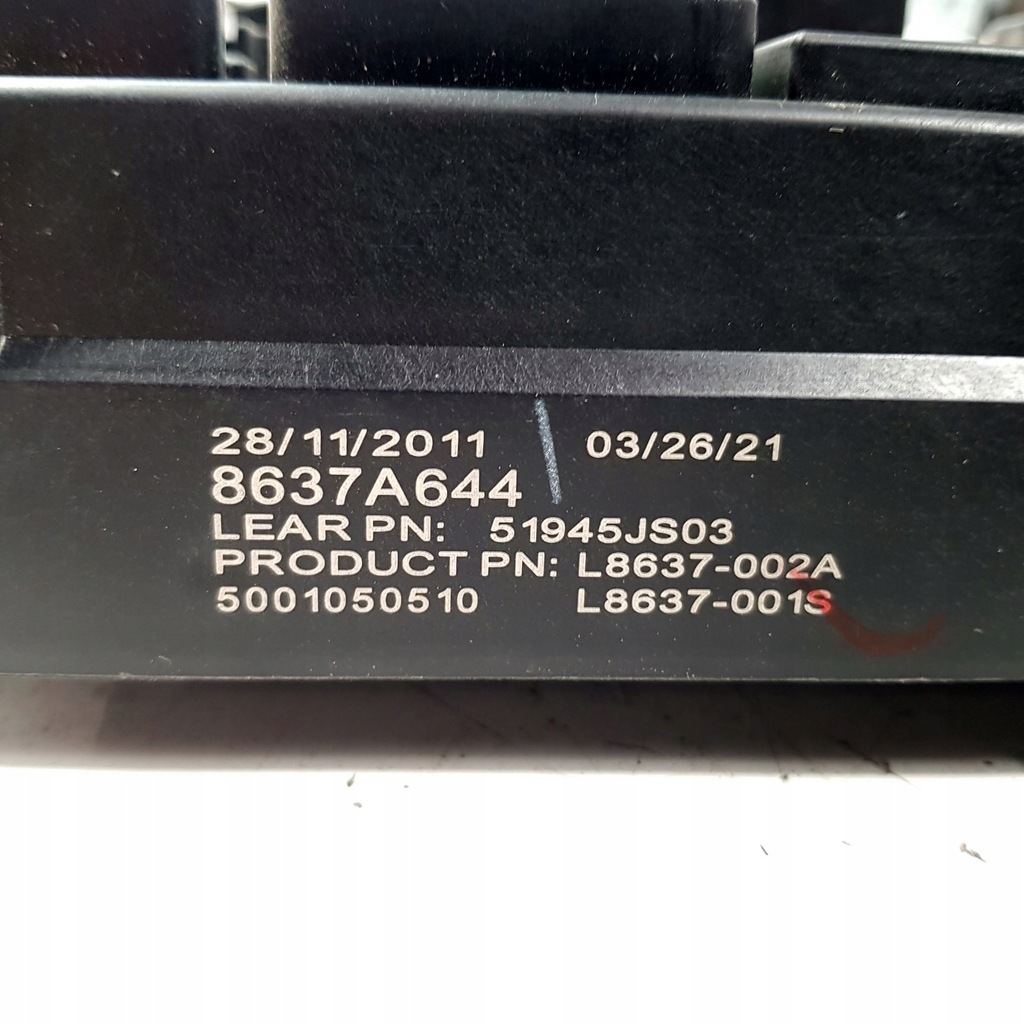 28/11/2011 03/26/21
8637A644
LEAR PN: 51945JS03
PRODUCT PN: L8637-002A
5001050510 L8637-001S